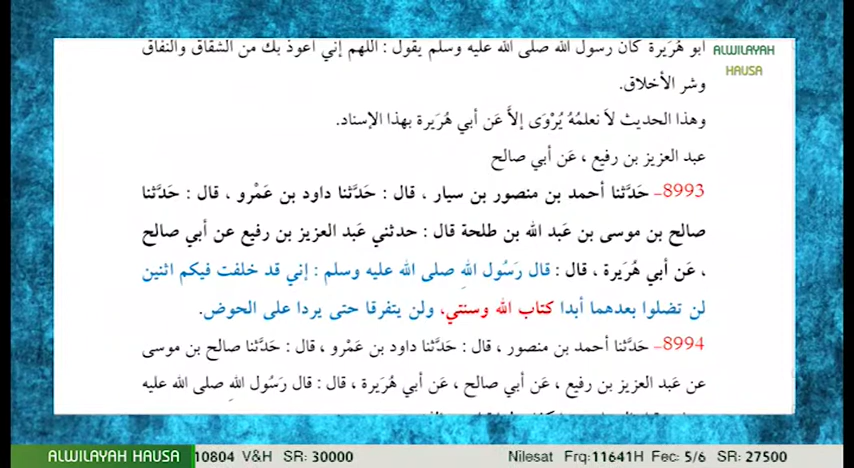 ALWILAYAH
HAUSA
أبو هُرَيرة كان رسول الله صلى الله عليه وسلم يقول : اللهم إني أعوذ بك من الشقاق والنفاق
وشر الأخلاق.
وهذا الحديث لاَ نعلمُهُ يُرْوَى إلاَّ عَن أبي هُرَيرة بهذا الإسناد.
عبد العزيز بن رفيع ، عَن أبي صالح
8993- حَدَّثنا أحمد بن منصور بن سيار ، قال : حَدَّثنا داود بن عَمْرو ، قال : حَدَّثنا
صالح بن موسى بن عَبد الله بن طلحة قال : حدثني عَبد العزيز بن رفيع عن أبي صالح
، عَن أبي هُرَيرة ، قال : قال رَسُول اللهِ صلى الله عليه وسلم : إني قد خلفت فيكم اثنين
لن تضلوا بعدهما أبدا كتاب الله وسنتي، ولن يتفرقا حتى يردا على الحوض.
8994- حَدَّثنا أحمد بن منصور ، قال : حَدَّثنا داود بن عَمْرو ، قال : حَدَّثنا صالح بن موسى
عن عَبد العزيز بن رفيع ، عَن أبي صالح ، عَن أبي هُرَيرة ، قال : قال رَسُول اللهِ صلى الله عليه
ALWILAYAH HAUSA 10804 V&H SR: 30000 Nilesat Frq:11641H Fec: 5/6 SR: 27500